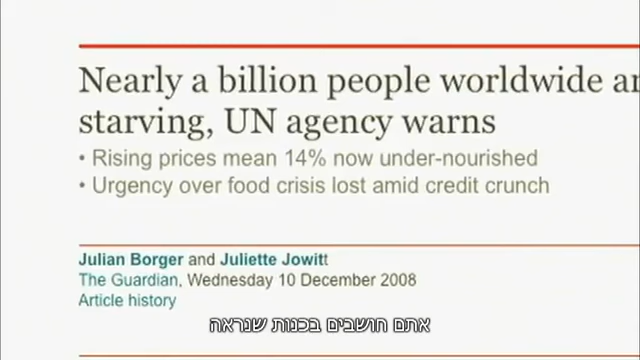 Nearly a billion people worldwide ar
starving, UN agency warns
• Rising prices mean 14% now under-nourished
• Urgency over food crisis lost amid credit crunch
Julian Borger and Juliette Jowitt
The Guardian, Wednesday 10 December 2008
Article history
אתם חושבים בכנות שנראה